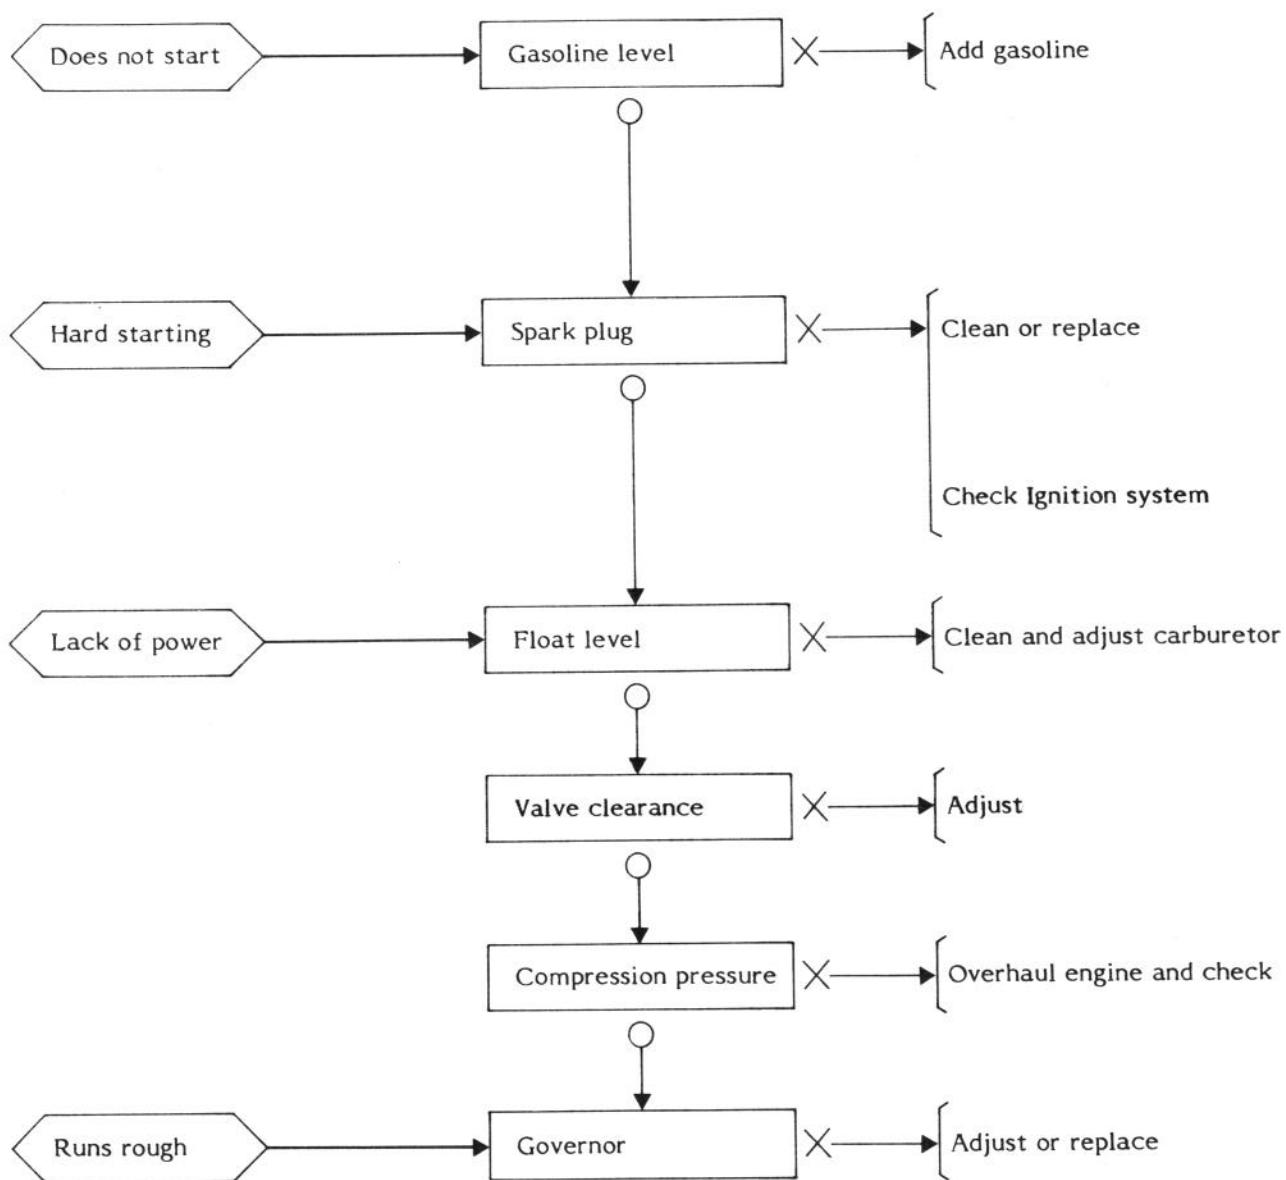 Does not start
Gasoline level
Add gasoline
Hard starting
Spark plug
Clean or replace
Check Ignition system
Lack of power
Float level
Clean and adjust carburetor
Valve clearance
Adjust
Compression pressure
Overhaul engine and check
Runs rough
Governor
Adjust or replace